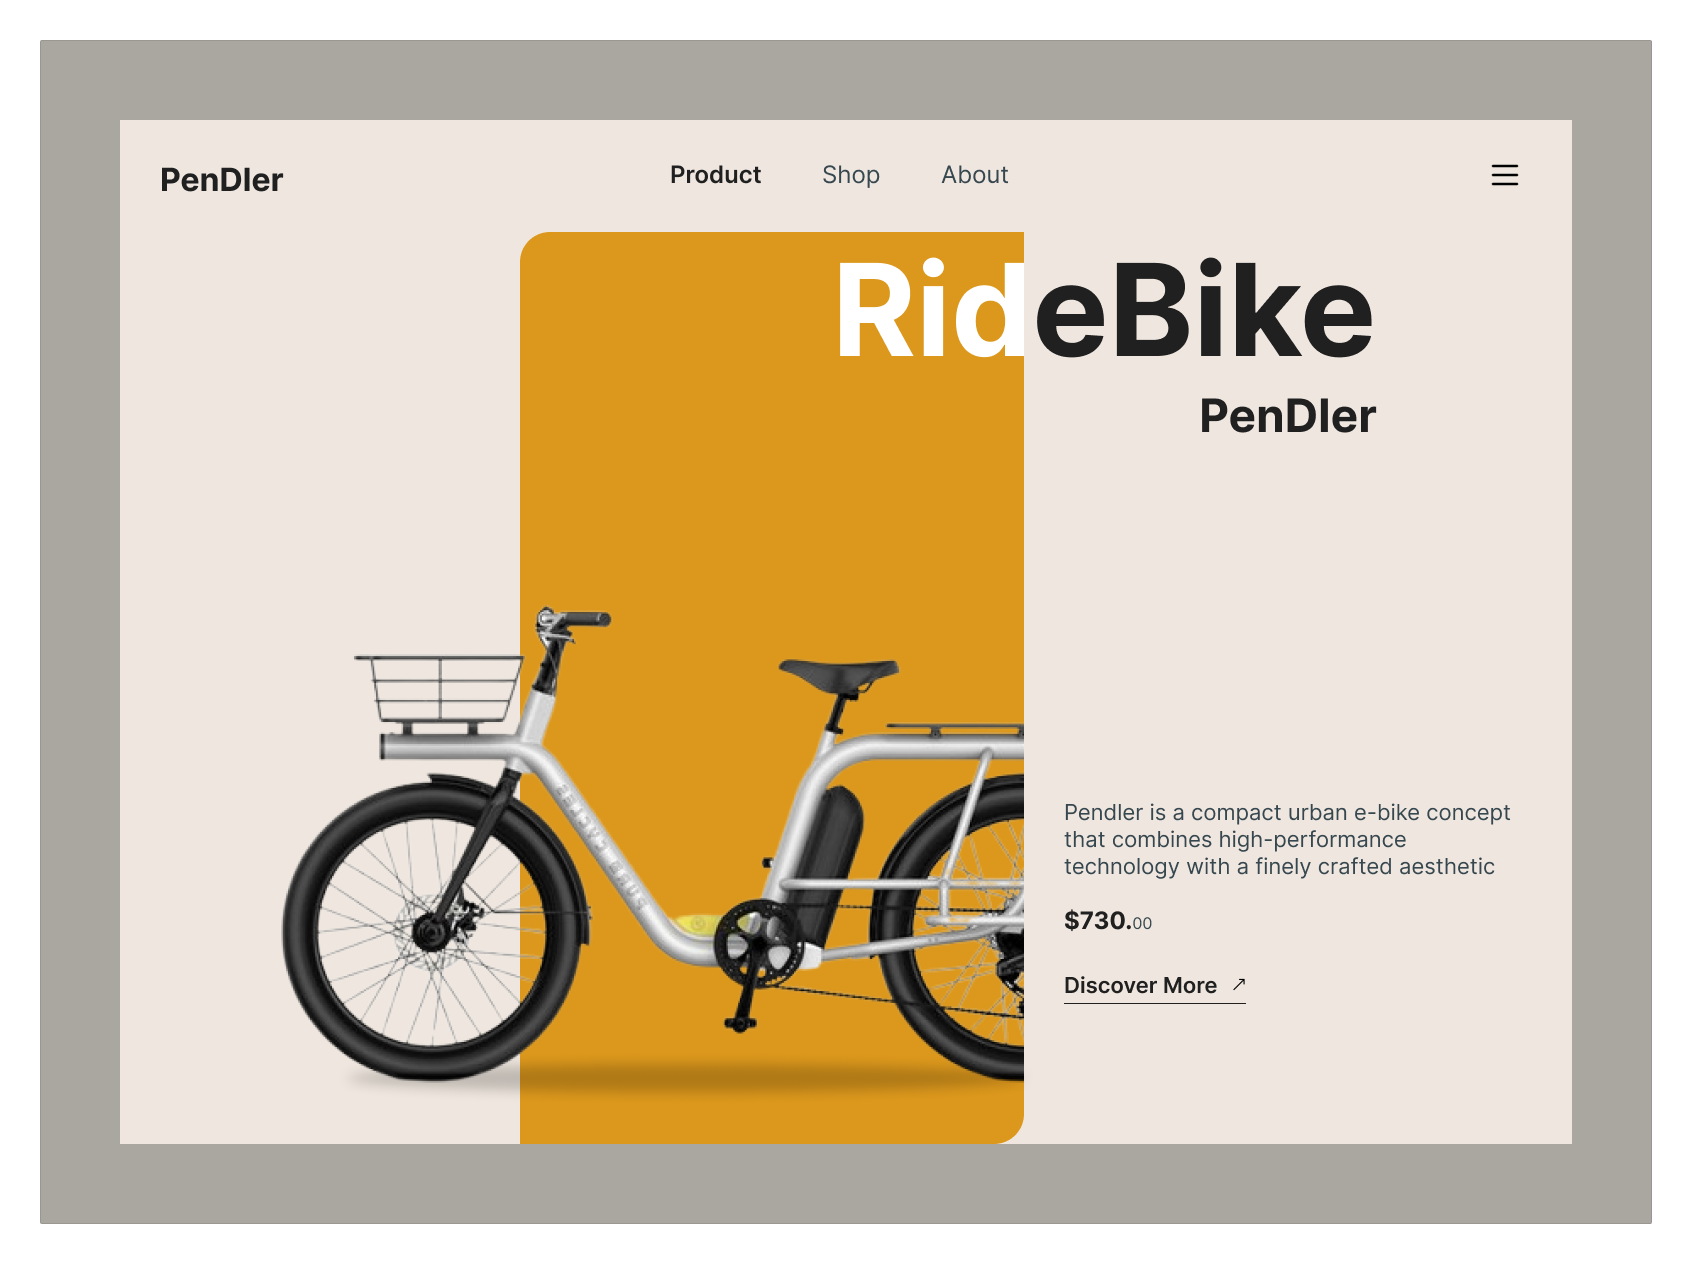 PenDler
Product Shop About
RideBike
PenDler
Pendler is a compact urban e-bike concept
that combines high-performance
technology with a finely crafted aesthetic
$730.00
Discover More ↗